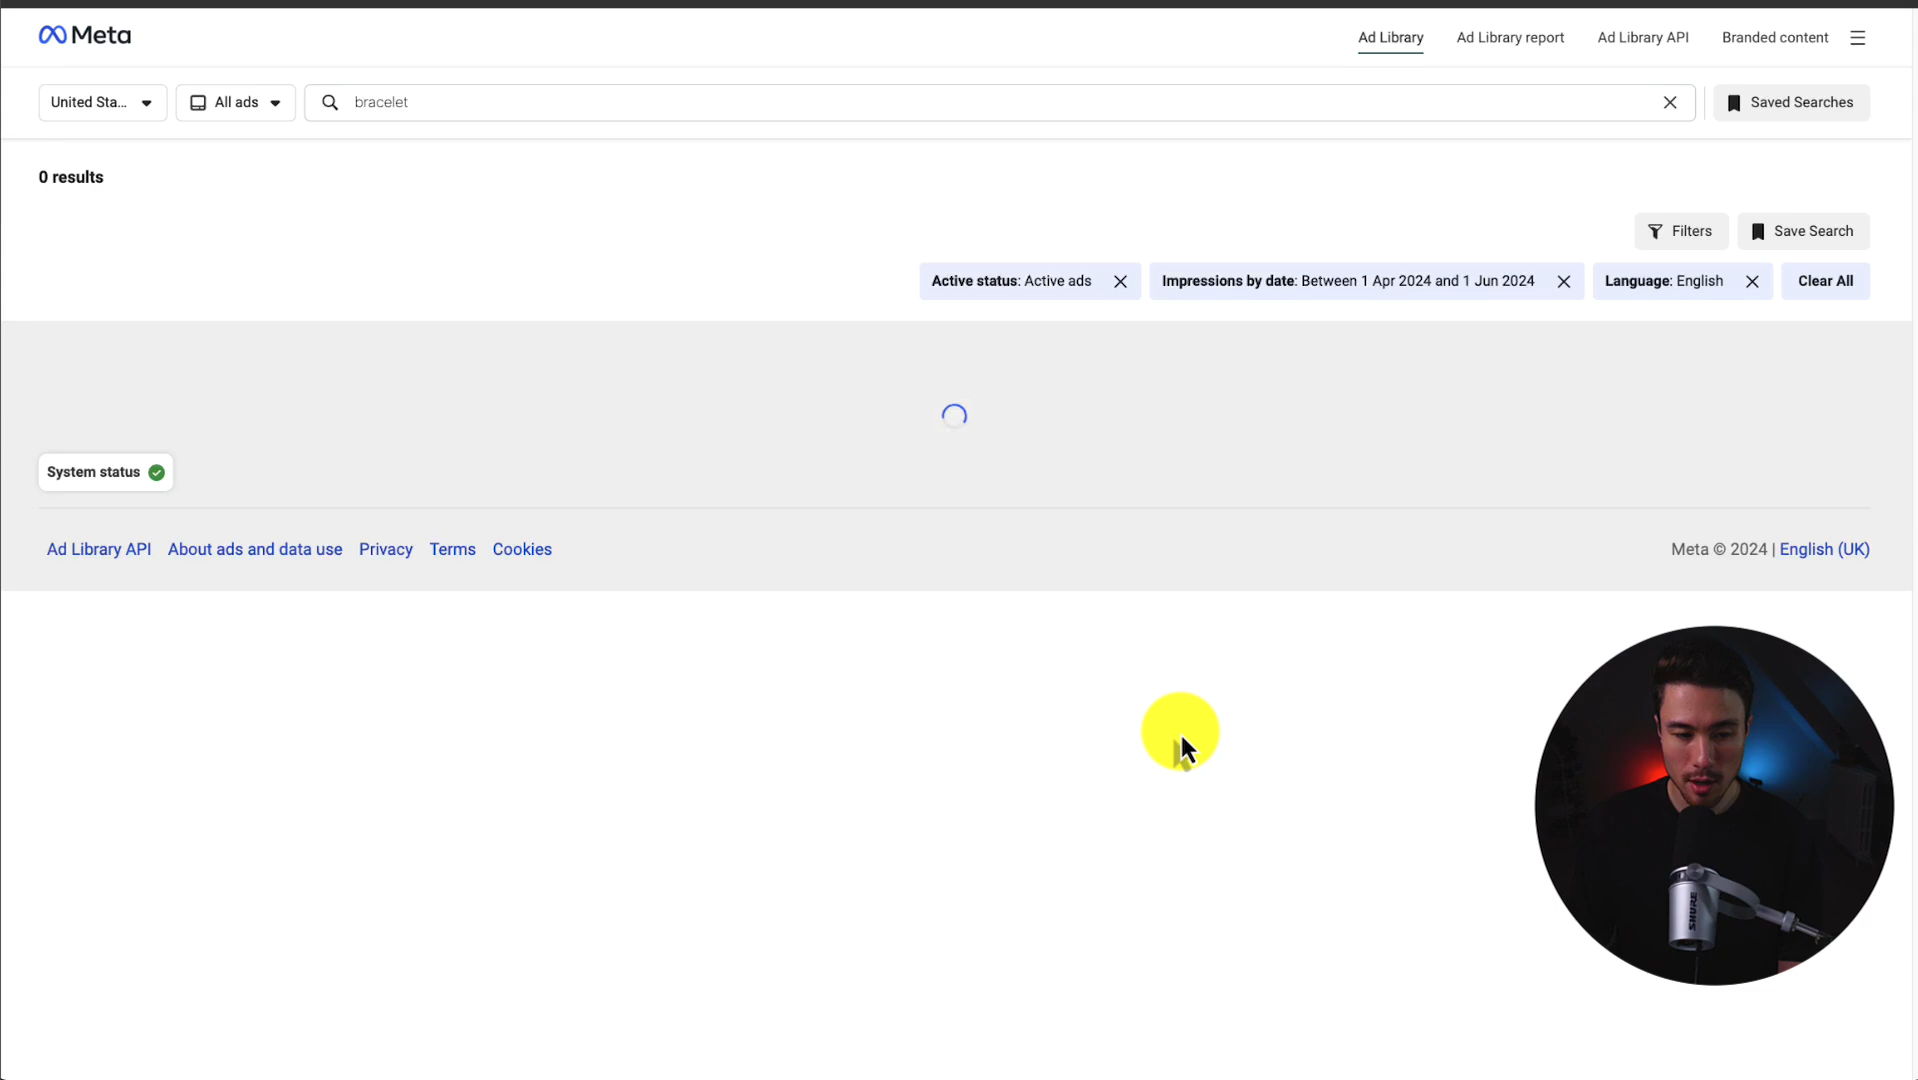 Meta
Ad Library
Ad Library report
Ad Library API
Branded content
United Sta...
All ads
bracelet
Saved Searches
0 results
Filters
Save Search
Active status: Active ads
Impressions by date: Between 1 Apr 2024 and 1 Jun 2024
Language: English
Clear All
System status
Ad Library API
About ads and data use
Privacy
Terms
Cookies
Meta © 2024 | English (UK)
SHURE